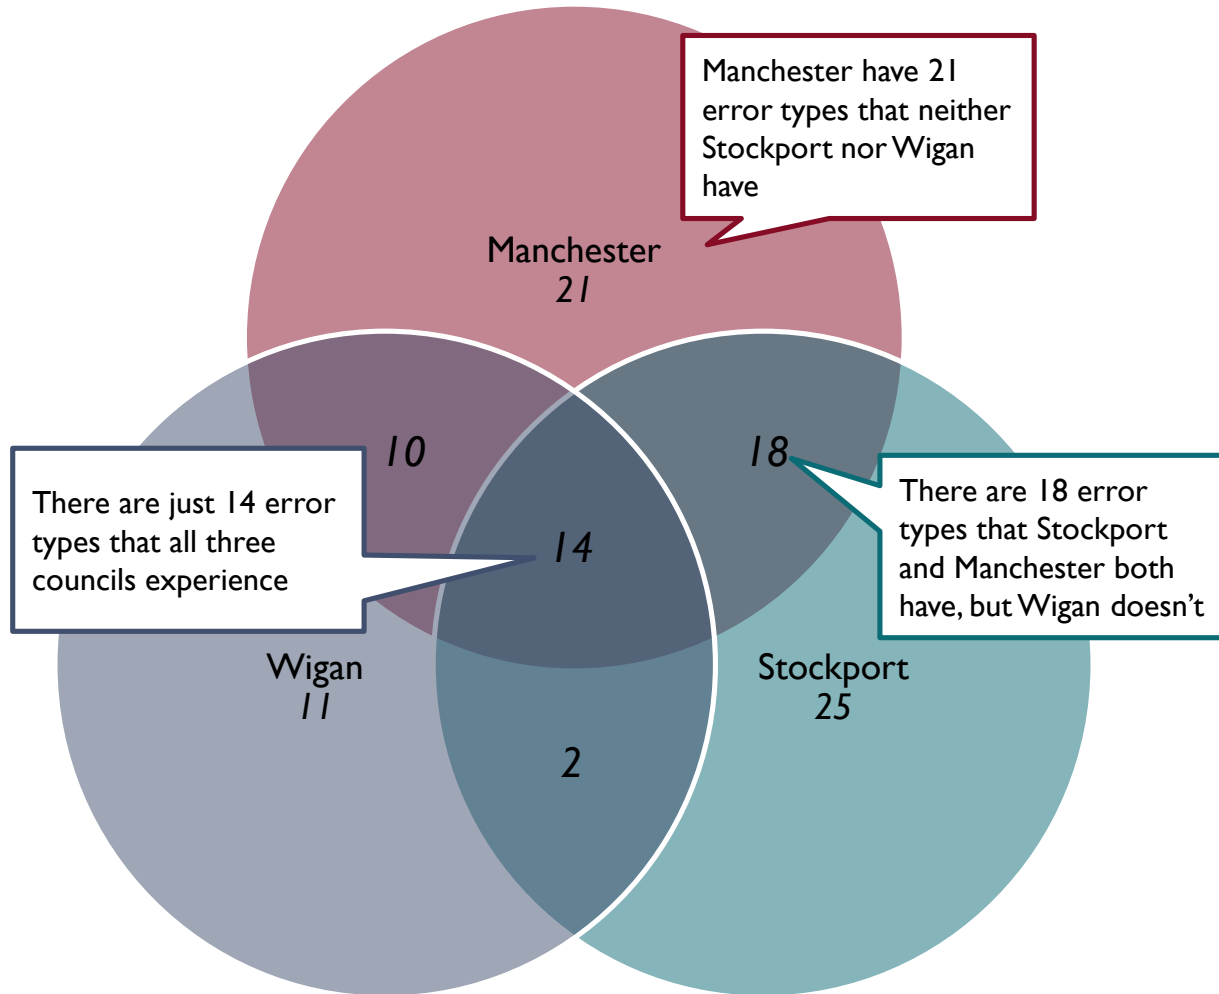 Manchester have 21
error types that neither
Stockport nor Wigan
have
Manchester
21
10
18
There are just 14 error
types that all three
councils experience
14
There are 18 error
types that Stockport
and Manchester both
have, but Wigan doesn’t
Wigan
11
Stockport
25
2